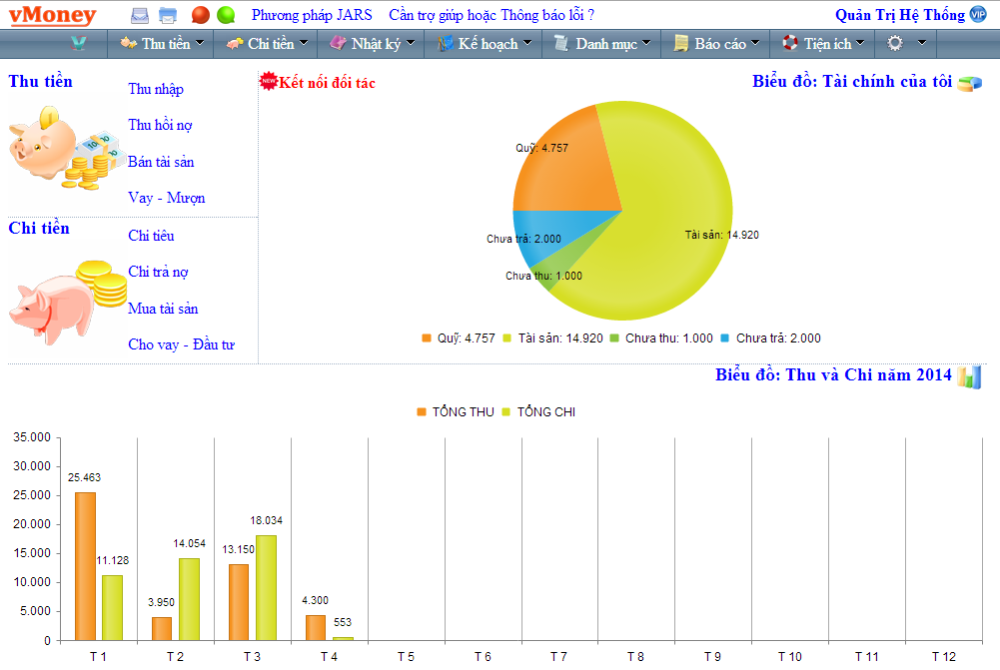 vMoney Phương pháp JARS Cần trợ giúp hoặc Thông báo lỗi ? Quản Trị Hệ Thống VIP
Thu tiền Chi tiền Nhật ký Kế hoạch Danh mục Báo cáo Tiện ích
Thu tiền
Thu nhập
Thu hồi nợ
Bán tài sản
Vay - Mượn
Chi tiền
Chi tiêu
Chi trả nợ
Mua tài sản
Cho vay - Đầu tư
NEW Kết nối đối tác
Biểu đồ: Tài chính của tôi
Quỹ: 4.757
Tài sản: 14.920
Chưa trả: 2.000
Chưa thu: 1.000
Quỹ: 4.757 Tài sản: 14.920 Chưa thu: 1.000 Chưa trả: 2.000
Biểu đồ: Thu và Chi năm 2014
TỔNG THU TỔNG CHI
35.000
30.000
25.000
20.000
15.000
10.000
5.000
0
25.463
11.128
3.950
14.054
13.150
18.034
4.300
553
T 1 T 2 T 3 T 4 T 5 T 6 T 7 T 8 T 9 T 10 T 11 T 12